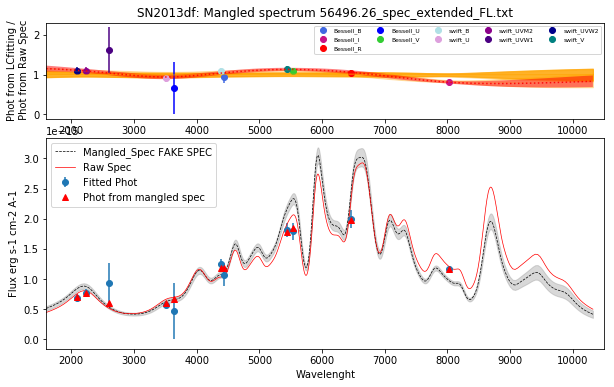 SN2013df: Mangled spectrum 56496.26_spec_extended_FL.txt
Phot from LCfitting /
Phot from Raw Spec
2
1
0
Bessell_B
Bessell_I
Bessell_R
Bessell_U
Bessell_V
swift_B
swift_U
swift_V
swift_UVM2
swift_UVW1
swift_UVW2
swift_V
2000 3000 4000 5000 6000 7000 8000 9000 10000
Flux erg s-1 cm-2 A-1
3.0
2.5
2.0
1.5
1.0
0.5
0.0
Mangled_Spec FAKE SPEC
Raw Spec
Fitted Phot
Phot from mangled spec
2000 3000 4000 5000 6000 7000 8000 9000 10000
Wavelenght